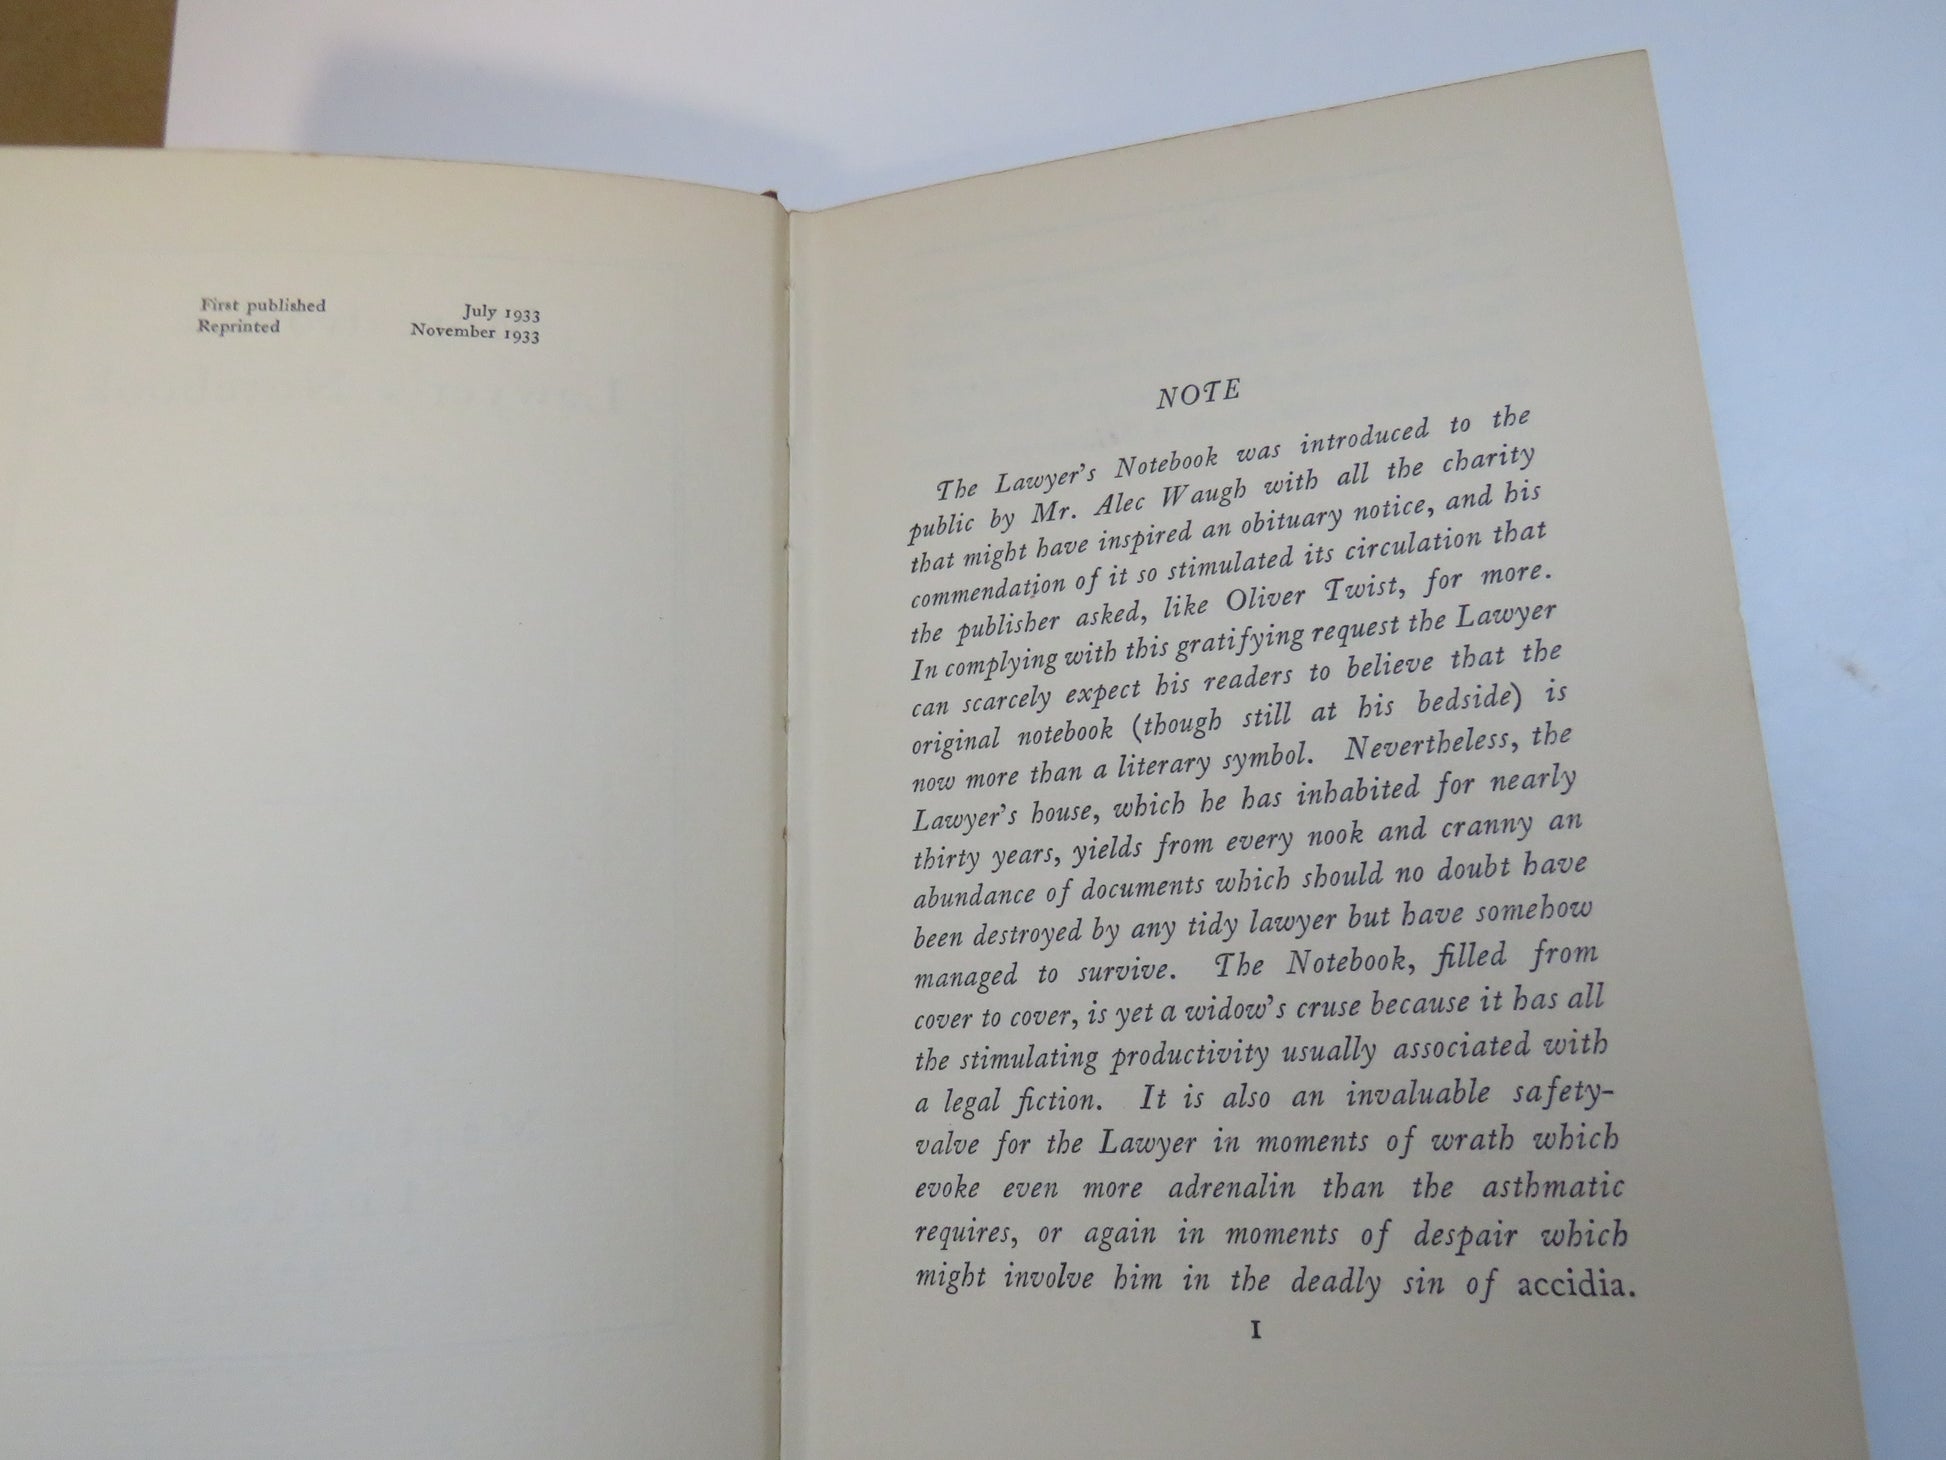 First published July 1933
Reprinted November 1933
NOTE
The Lawyer's Notebook was introduced to the
public by Mr. Alec Waugh with all the charity
that might have inspired an obituary notice, and his
commendation of it so stimulated its circulation that
the publisher asked, like Oliver Twist, for more.
In complying with this gratifying request the Lawyer
can scarcely expect his readers to believe that the
original notebook (though still at his bedside) is
now more than a literary symbol. Nevertheless, the
Lawyer's house, which he has inhabited for nearly
thirty years, yields from every nook and cranny an
abundance of documents which should no doubt have
been destroyed by any tidy lawyer but have somehow
managed to survive. The Notebook, filled from
cover to cover, is yet a widow's cruse because it has all
the stimulating productivity usually associated with
a legal fiction. It is also an invaluable safety-
valve for the Lawyer in moments of wrath which
evoke even more adrenalin than the asthmatic
requires, or again in moments of despair which
might involve him in the deadly sin of accidia.
I